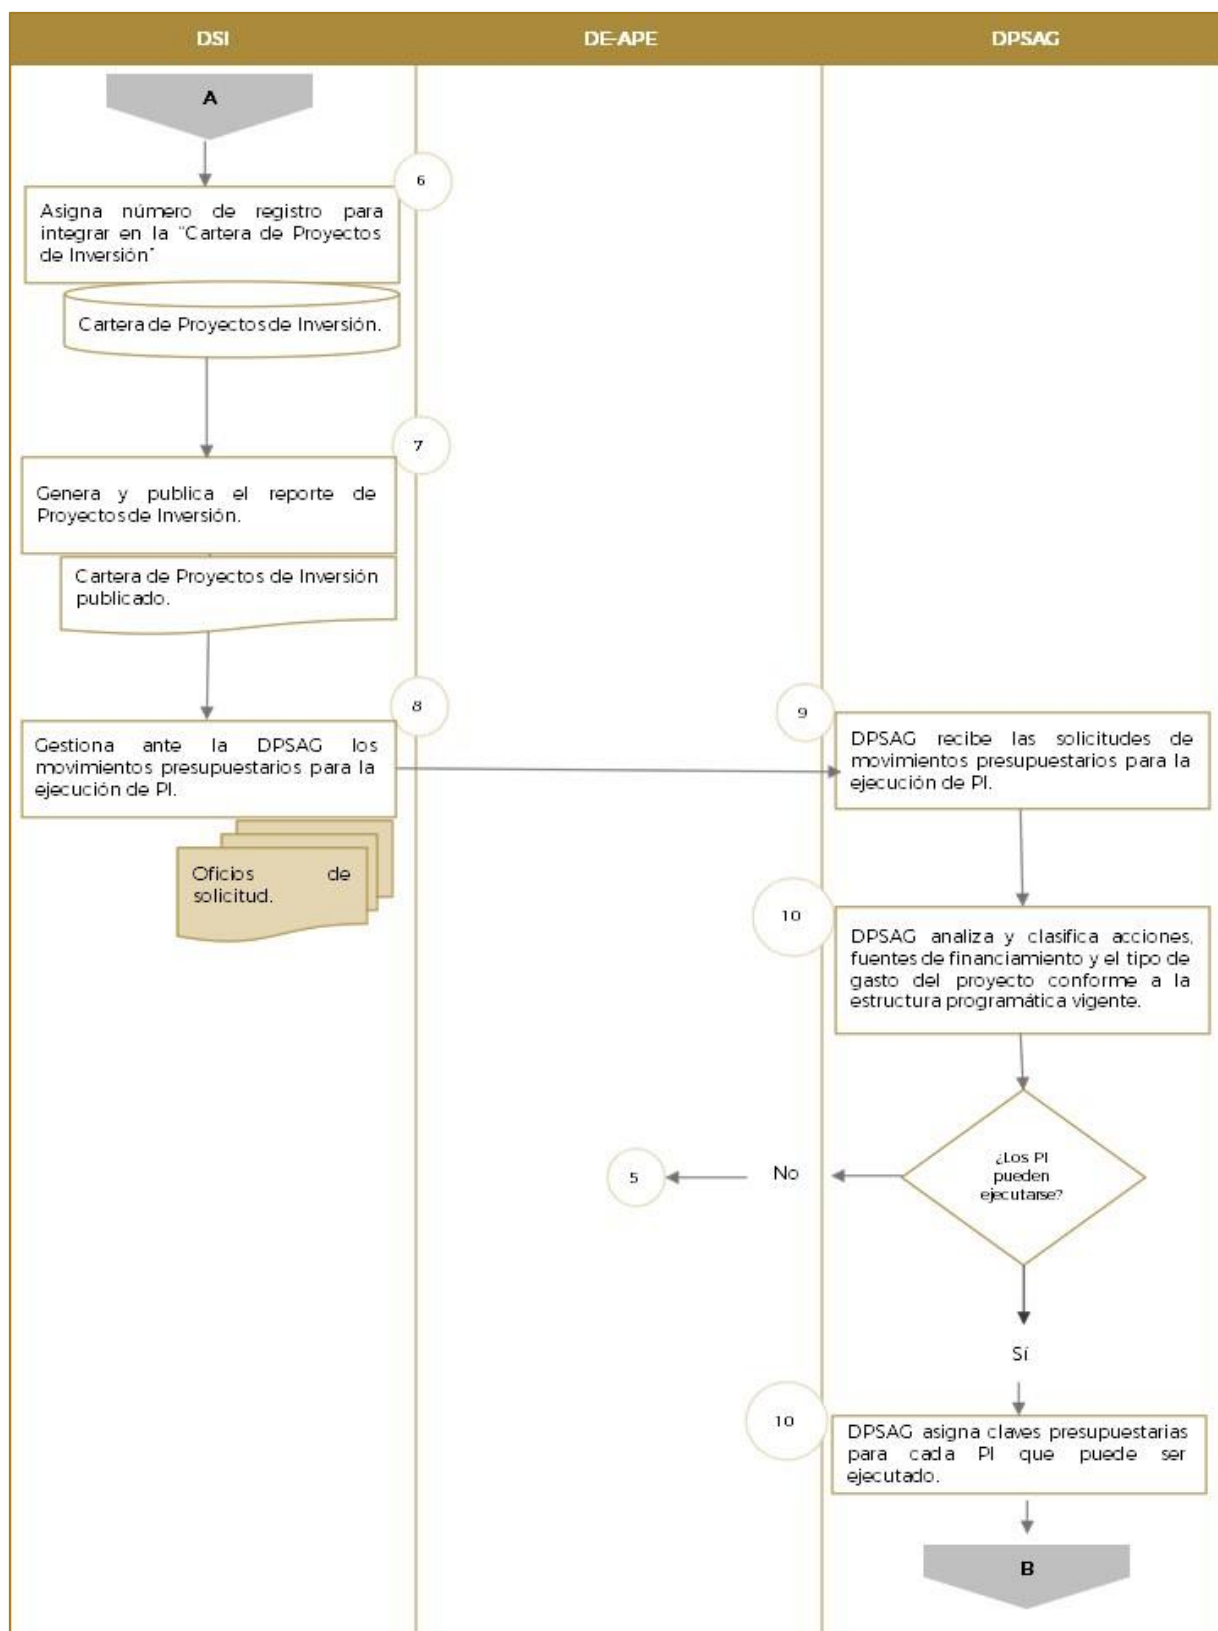 DSI
DE-APE
DPSAG
A
6
Asigna número de registro para
integrar en la "Cartera de Proyectos
de Inversión"
Cartera de Proyectos de Inversión.
7
Genera y publica el reporte de
Proyectos de Inversión.
Cartera de Proyectos de Inversión
publicado.
8
Gestiona ante la DPSAG los
movimientos presupuestarios para la
ejecución de PI.
Oficios de
solicitud.
9
DPSAG recibe las solicitudes de
movimientos presupuestarios para la
ejecución de PI.
10
DPSAG analiza y clasifica acciones,
fuentes de financiamiento y el tipo de
gasto del proyecto conforme a la
estructura programática vigente.
¿Los PI
pueden
ejecutarse?
No
5
Sí
10
DPSAG asigna claves presupuestarias
para cada PI que puede ser
ejecutado.
B